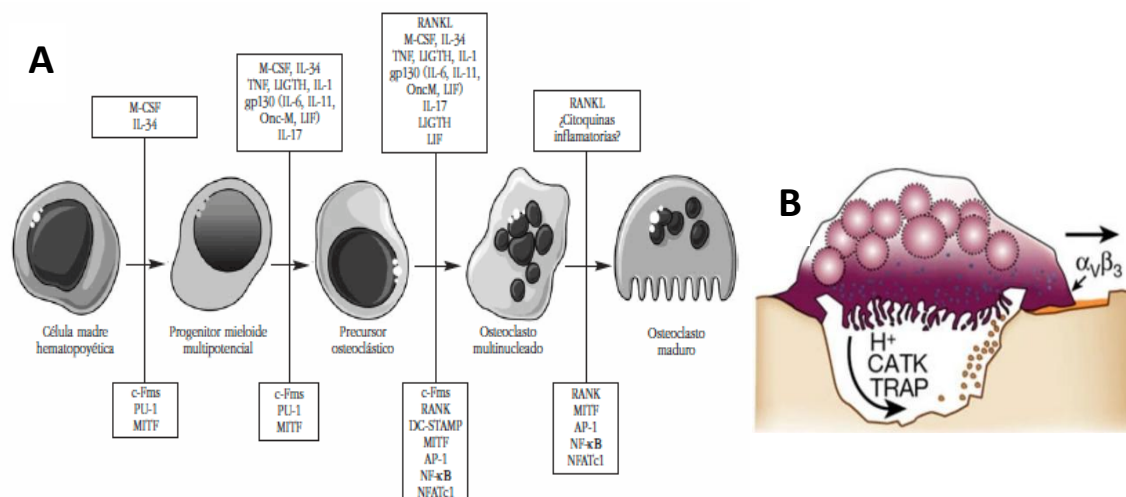 A
M-CSF
IL-34
M-CSF, IL-34
TNF, LIGTH, IL-1
gp130 (IL-6, IL-11,
Onc-M, LIF)
IL-17
RANKL
M-CSF, IL-34
TNF, LIGTH, IL-1
gp130 (IL-6, IL-11,
OncM, LIF)
IL-17
LIGTH
LIF
RANKL
¿Citoquinas
inflamatorias?
Célula madre
hematopoyética
Progenitor mieloide
multipotencial
Precursor
osteoclástico
Osteoclasto
multinucleado
Osteoclasto
maduro
c-Fms
PU-1
MITF
c-Fms
PU-1
MITF
c-Fms
RANK
DC-STAMP
MITF
AP-1
NF-κB
NFATc1
RANK
MITF
AP-1
NF-κB
NFATc1
B
αVβ3
H+
CATK
TRAP